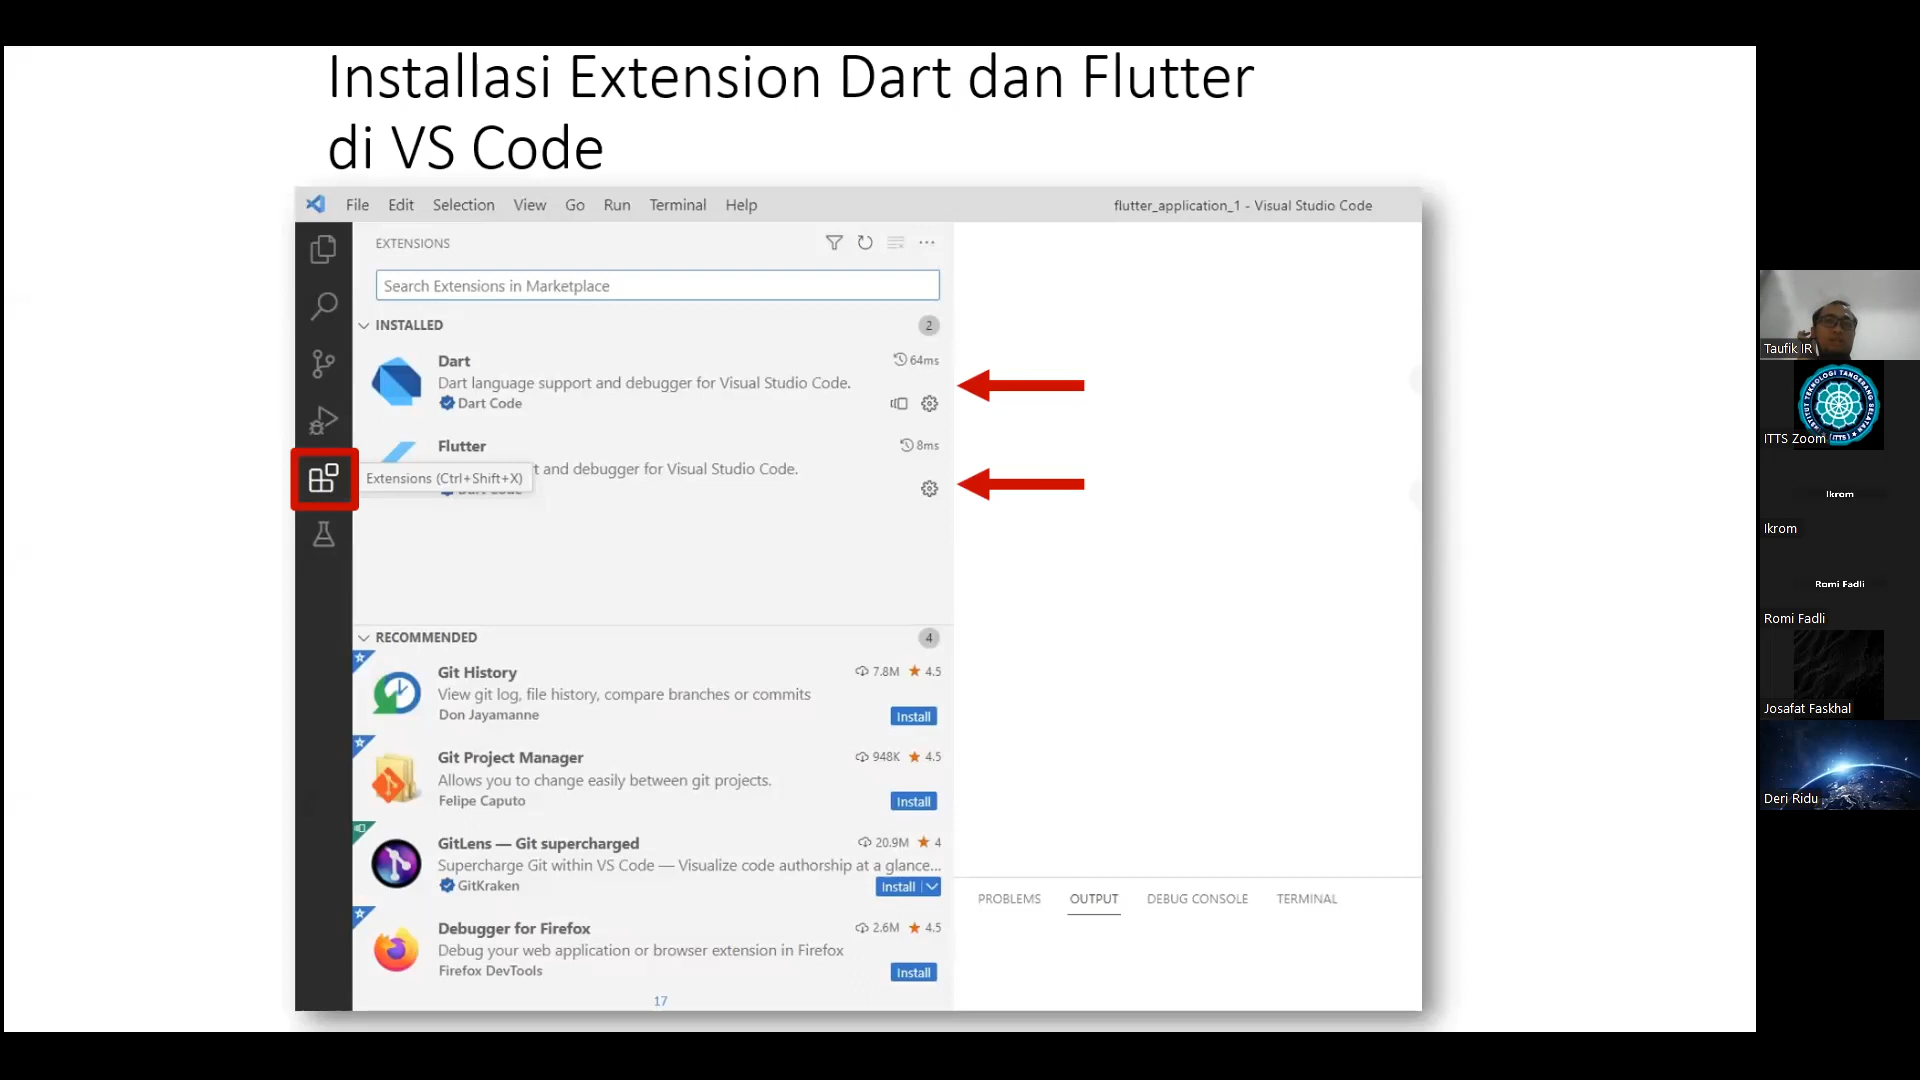 Installasi Extension Dart dan Flutter
di VS Code
File Edit Selection View Go Run Terminal Help
flutter_application_1 - Visual Studio Code
EXTENSIONS
Search Extensions in Marketplace
INSTALLED 2
Dart 64ms
Dart language support and debugger for Visual Studio Code.
Dart Code
Flutter 8ms
t and debugger for Visual Studio Code.
Extensions (Ctrl+Shift+X)
Dart Code
RECOMMENDED 4
Git History 7.8M 4.5
View git log, file history, compare branches or commits
Don Jayamanne Install
Git Project Manager 948K 4.5
Allows you to change easily between git projects.
Felipe Caputo Install
GitLens — Git supercharged 20.9M 4
Supercharge Git within VS Code — Visualize code authorship at a glance...
GitKraken Install
Debugger for Firefox 2.6M 4.5
Debug your web application or browser extension in Firefox
Firefox DevTools Install
17
PROBLEMS OUTPUT DEBUG CONSOLE TERMINAL
Taufik IR
INSTITUT TEKNOLOGI TANGERANG SELATAN
(ITTS)
ITTS Zoom
Ikrom
Ikrom
Romi Fadli
Romi Fadli
Josafat Faskhal
Deri Ridu